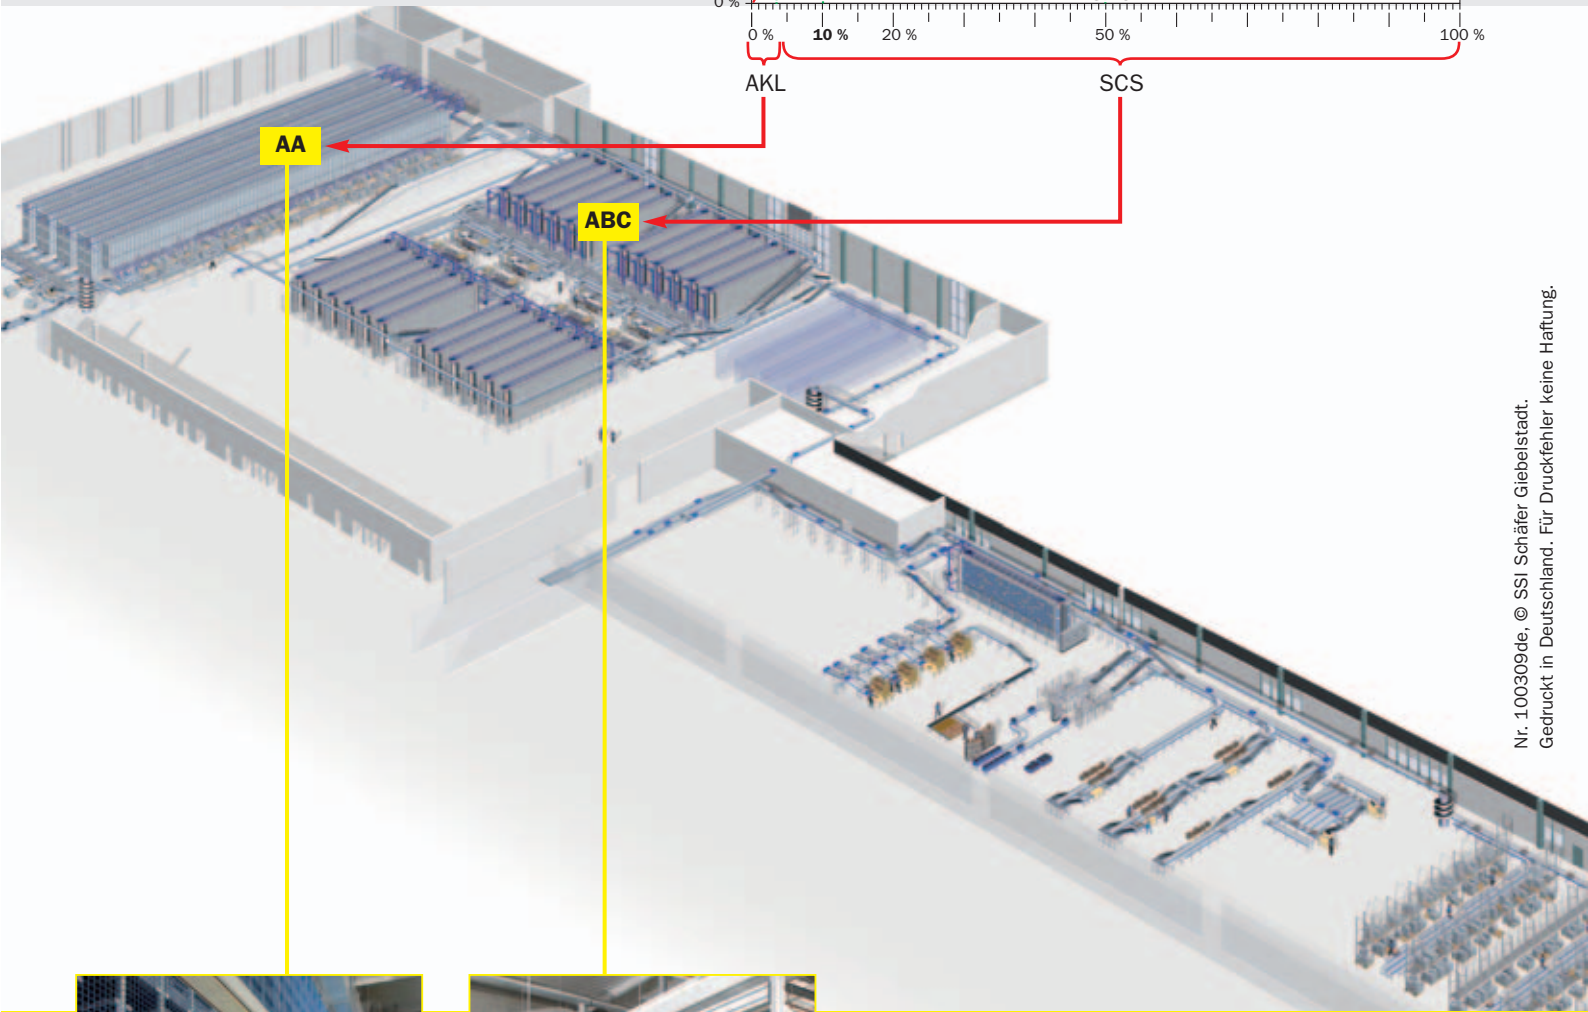 0 %
0 % 10 % 20 % 50 % 100 %
AKL SCS
AA
ABC
Nr. 100309de, © SSI Schäfer Giebelstadt.
Gedruckt in Deutschland. Für Druckfehler keine Haftung.